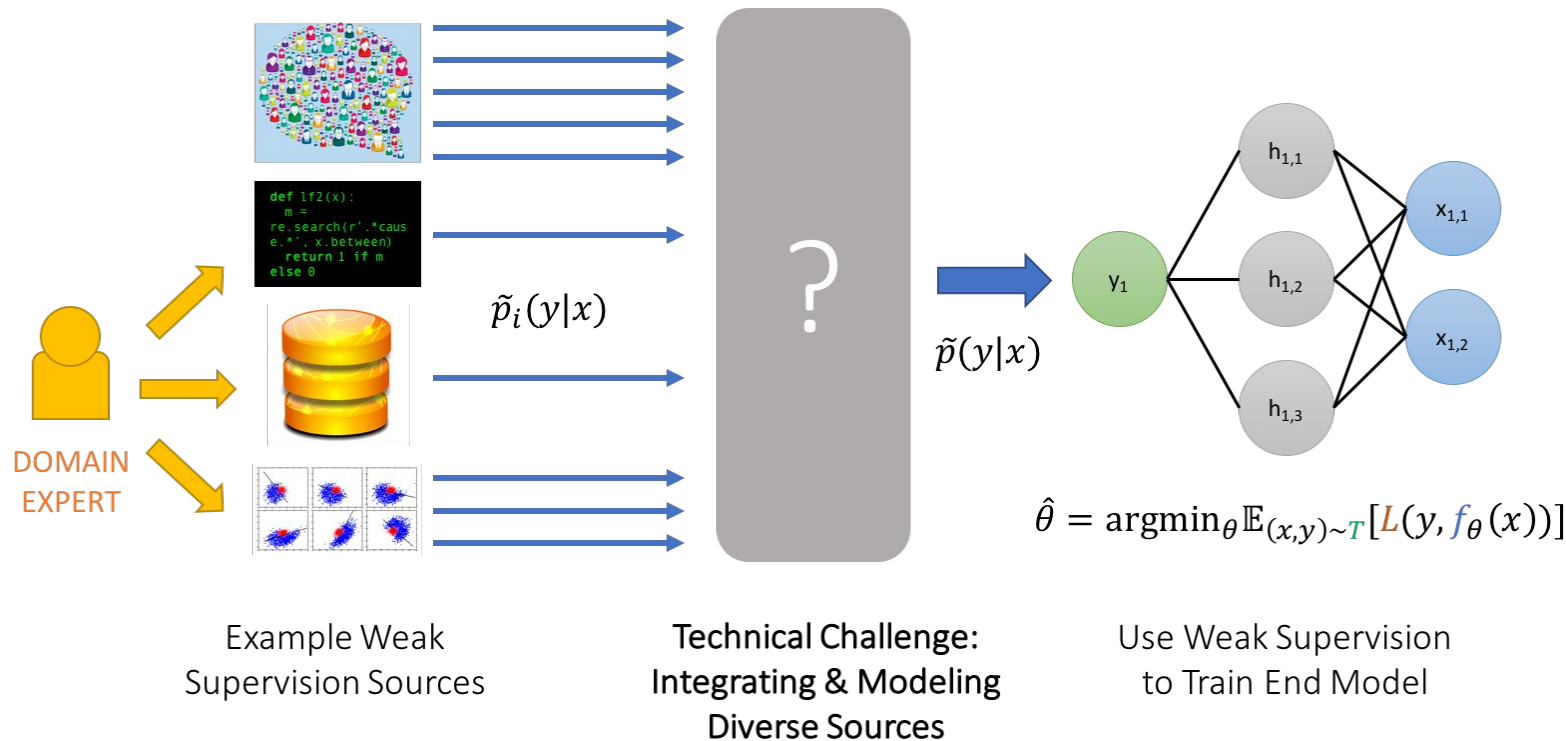 def lf2(x):
m =
re.search(r'.*caus
e.*', x.between)
return 1 if m
else 0
DOMAIN
EXPERT
p̃ᵢ(y|x)
?
p̃(y|x)
y₁
h₁,₁
h₁,₂
h₁,₃
x₁,₁
x₁,₂
θ̂ = argmin_θ 𝔼_(x,y)~T[L(y, f_θ(x))]
Example Weak
Supervision Sources
Technical Challenge:
Integrating & Modeling
Diverse Sources
Use Weak Supervision
to Train End Model